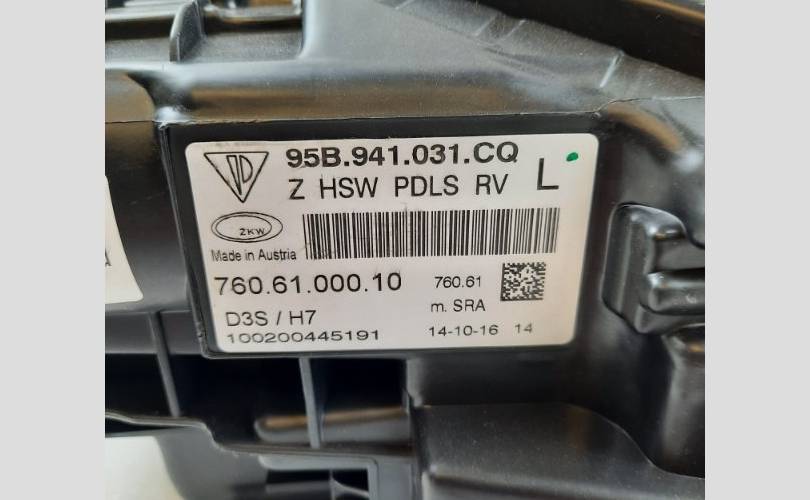 95B.941.031.CQ
Z HSW PDLS RV L
ZKW
Made in Austria
760.61.000.10 760.61
m. SRA
D3S / H7
100200445191 14-10-16 14
A